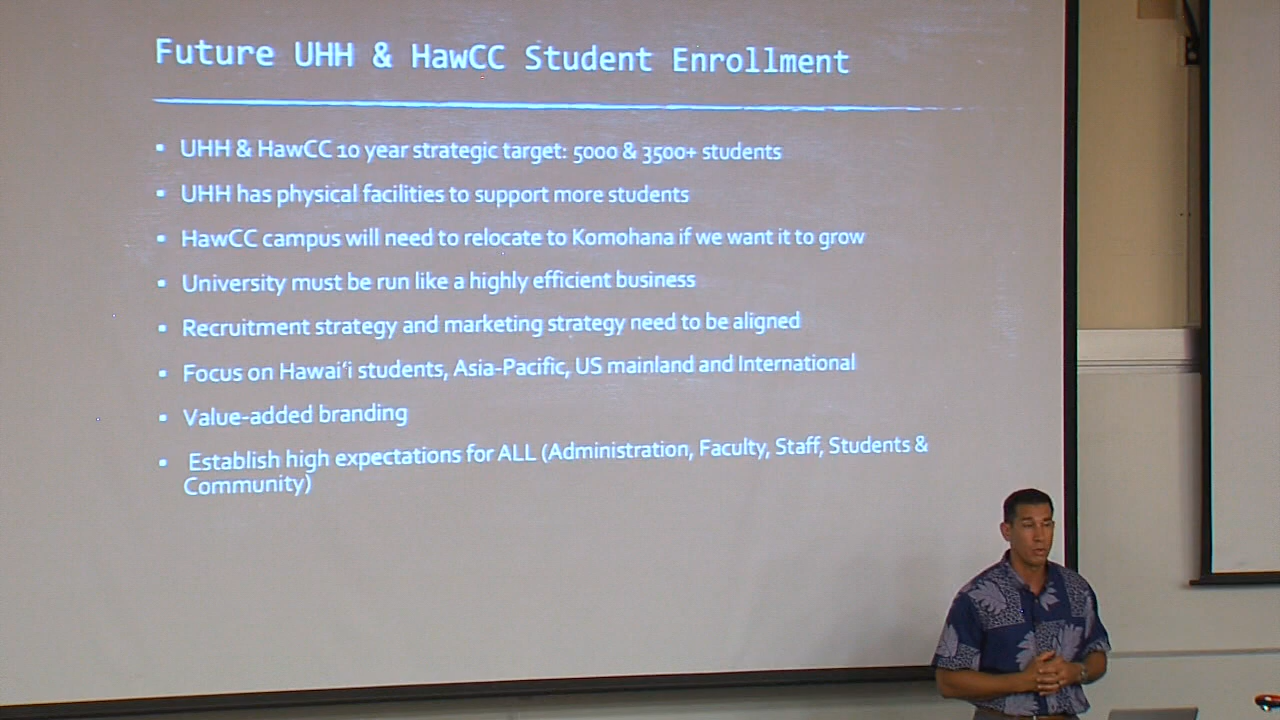 Future UHH & HawCC Student Enrollment
▪ UHH & HawCC 10 year strategic target: 5000 & 3500+ students
▪ UHH has physical facilities to support more students
▪ HawCC campus will need to relocate to Komohana if we want it to grow
▪ University must be run like a highly efficient business
▪ Recruitment strategy and marketing strategy need to be aligned
▪ Focus on Hawaiʻi students, Asia-Pacific, US mainland and International
▪ Value-added branding
▪ Establish high expectations for ALL (Administration, Faculty, Staff, Students &
Community)